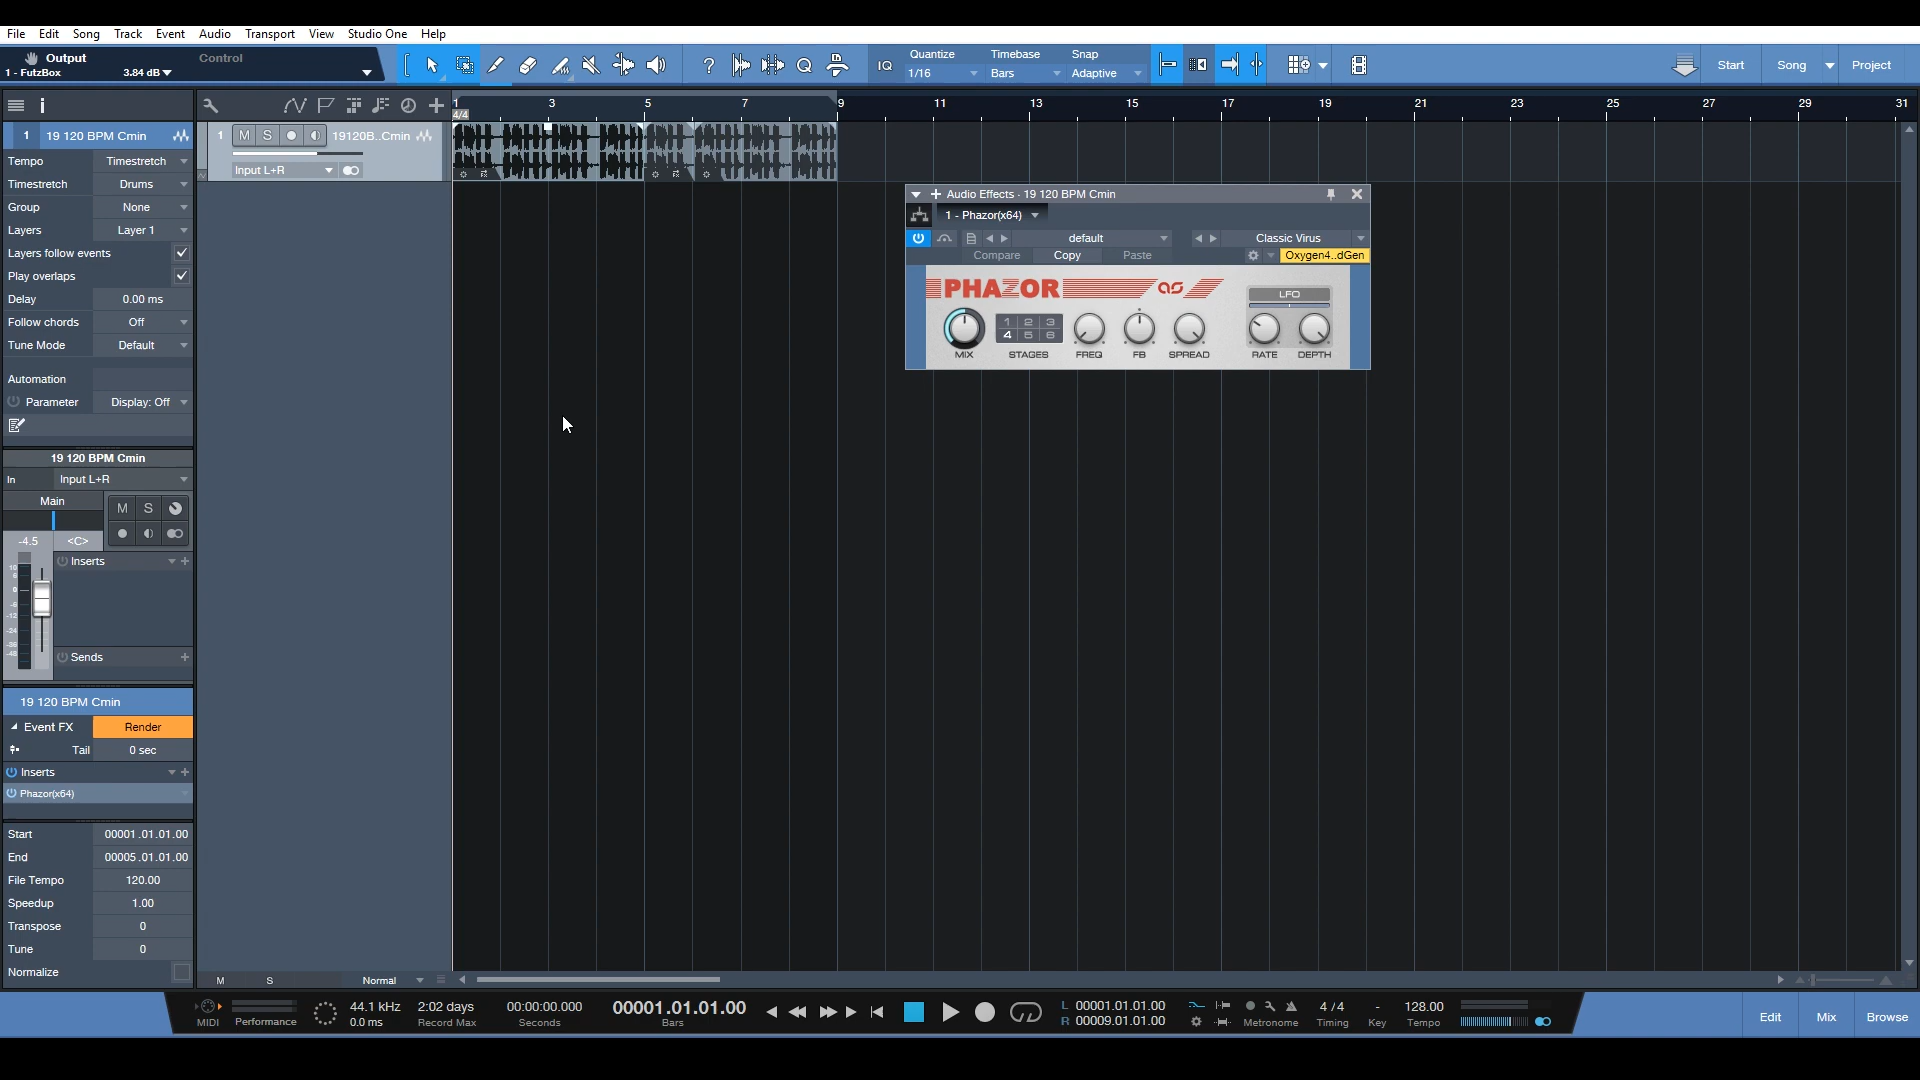 File Edit Song Track Event Audio Transport View Studio One Help
Output
1 - FutzBox 3.84 dB
Control
IQ
Quantize
1/16
Timebase
Bars
Snap
Adaptive
Start
Song
Project
1 19 120 BPM Cmin
Tempo Timestretch
Timestretch Drums
Group None
Layers Layer 1
Layers follow events
Play overlaps
Delay 0.00 ms
Follow chords Off
Tune Mode Default
Automation
Parameter Display: Off
19 120 BPM Cmin
In Input L+R
Main
M S
-4.5 <C>
Inserts
Sends
19 120 BPM Cmin
Event FX Render
Tail 0 sec
Inserts
Phazor(x64)
Start 00001.01.01.00
End 00005.01.01.00
File Tempo 120.00
Speedup 1.00
Transpose 0
Tune 0
Normalize
1 3 5 7 9 11 13 15 17 19 21 23 25 27 29 31
4/4
1 M S 19120B..Cmin
Input L+R
Audio Effects - 19 120 BPM Cmin
1 - Phazor(x64)
default
Classic Virus
Compare Copy Paste
Oxygen4..dGen
PHAZOR
LFO
1 2 3
4 5 6
MIX STAGES FREQ FB SPREAD RATE DEPTH
M S Normal
MIDI
Performance
44.1 kHz
0.0 ms
2:02 days
Record Max
00:00:00.000
Seconds
00001.01.01.00
Bars
L 00001.01.01.00
R 00009.01.01.00
Metronome
4 / 4
Timing
-
Key
128.00
Tempo
Edit
Mix
Browse